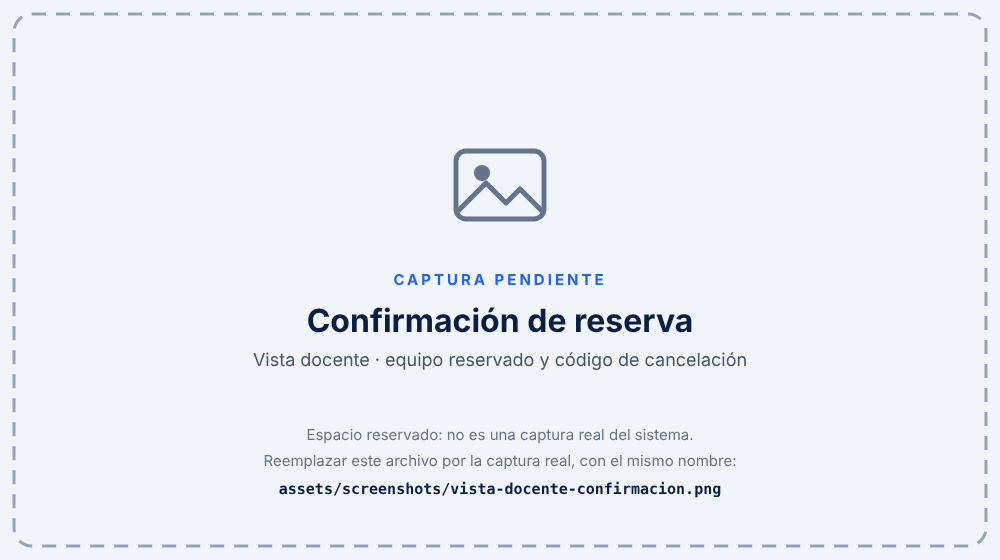 CAPTURA PENDIENTE
Confirmación de reserva
Vista docente · equipo reservado y código de cancelación
Espacio reservado: no es una captura real del sistema.
Reemplazar este archivo por la captura real, con el mismo nombre:
assets/screenshots/vista-docente-confirmacion.png